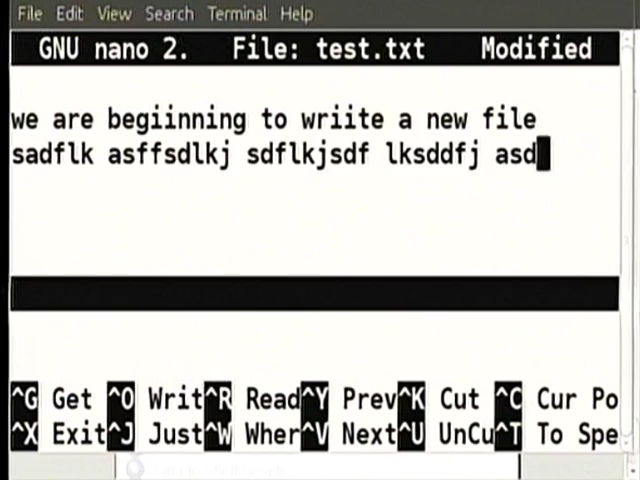 File Edit View Search Terminal Help
GNU nano 2. File: test.txt Modified
we are begiinning to wriite a new file
sadflk asffsdlkj sdflkjsdf lksddfj asd
^G Get ^O Writ^R Read^Y Prev^K Cut ^C Cur Po
^X Exit^J Just^W Wher^V Next^U UnCu^T To Spe